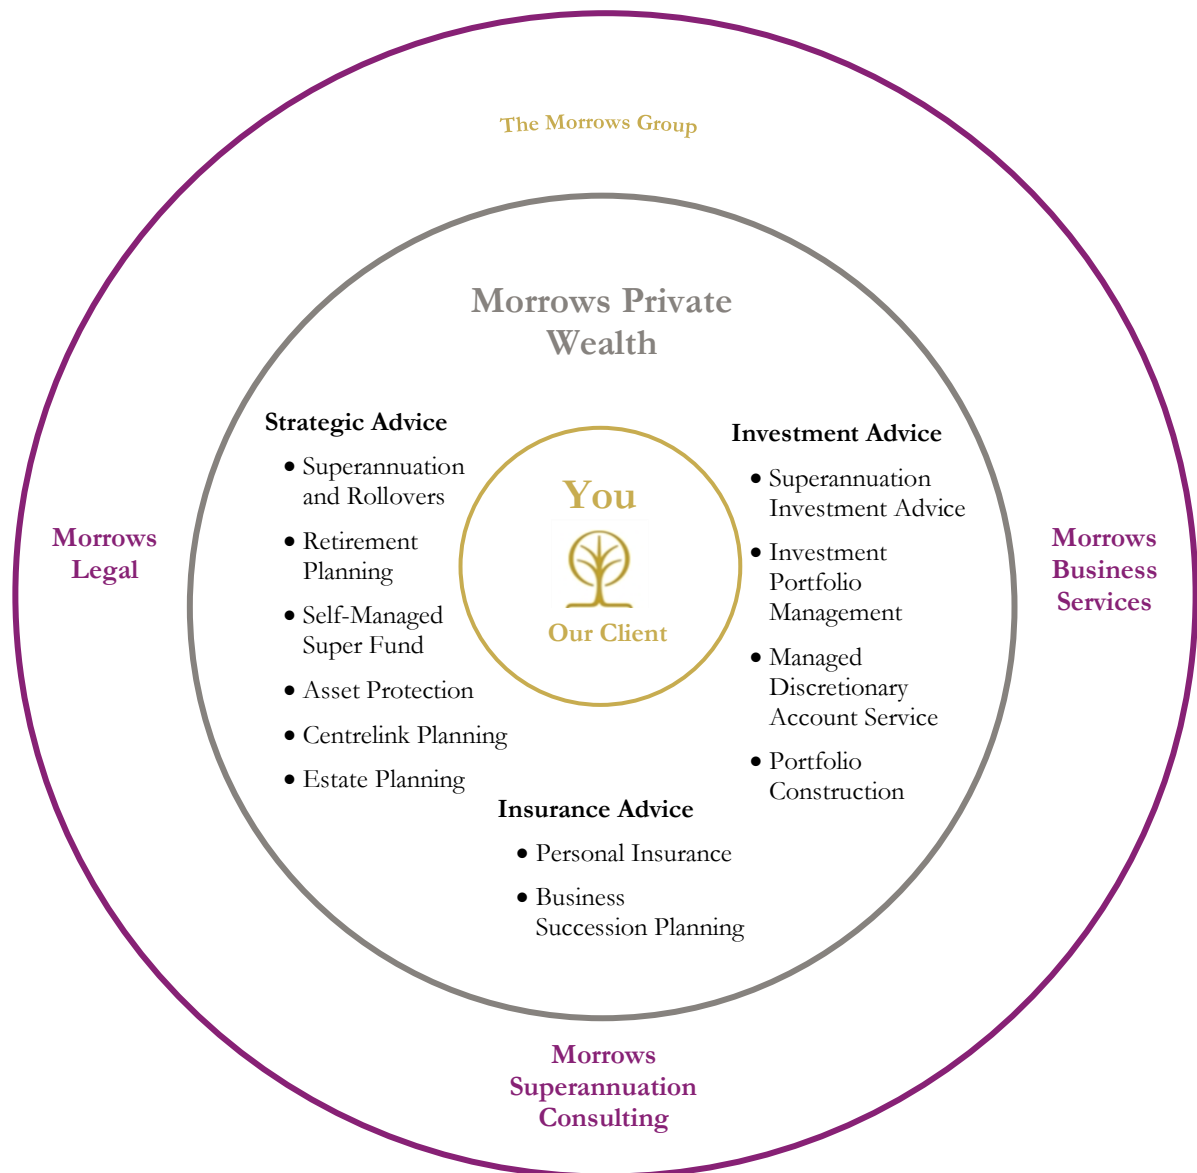 The Morrows Group
Morrows Private
Wealth
Strategic Advice
• Superannuation
and Rollovers
• Retirement
Planning
• Self-Managed
Super Fund
• Asset Protection
• Centrelink Planning
• Estate Planning
You
Our Client
Investment Advice
• Superannuation
Investment Advice
• Investment
Portfolio
Management
• Managed
Discretionary
Account Service
• Portfolio
Construction
Insurance Advice
• Personal Insurance
• Business
Succession Planning
Morrows
Legal
Morrows
Business
Services
Morrows
Superannuation
Consulting